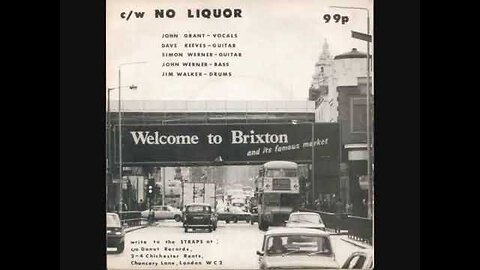 c/w NO LIQUOR
99p
JOHN GRANT-VOCALS
DAVE REEVES-GUITAR
SIMON WERNER-GUITAR
JOHN WERNER-BASS
JIM WALKER-DRUMS
Welcome to Brixton
and its famous market
write to the STRAPS at:
c/o Donut Records,
2-4 Chichester Rents,
Chancery Lane, London WC2